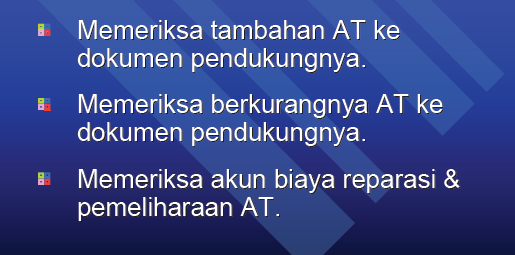 Memeriksa tambahan AT ke
dokumen pendukungnya.
Memeriksa berkurangnya AT ke
dokumen pendukungnya.
Memeriksa akun biaya reparasi &
pemeliharaan AT.